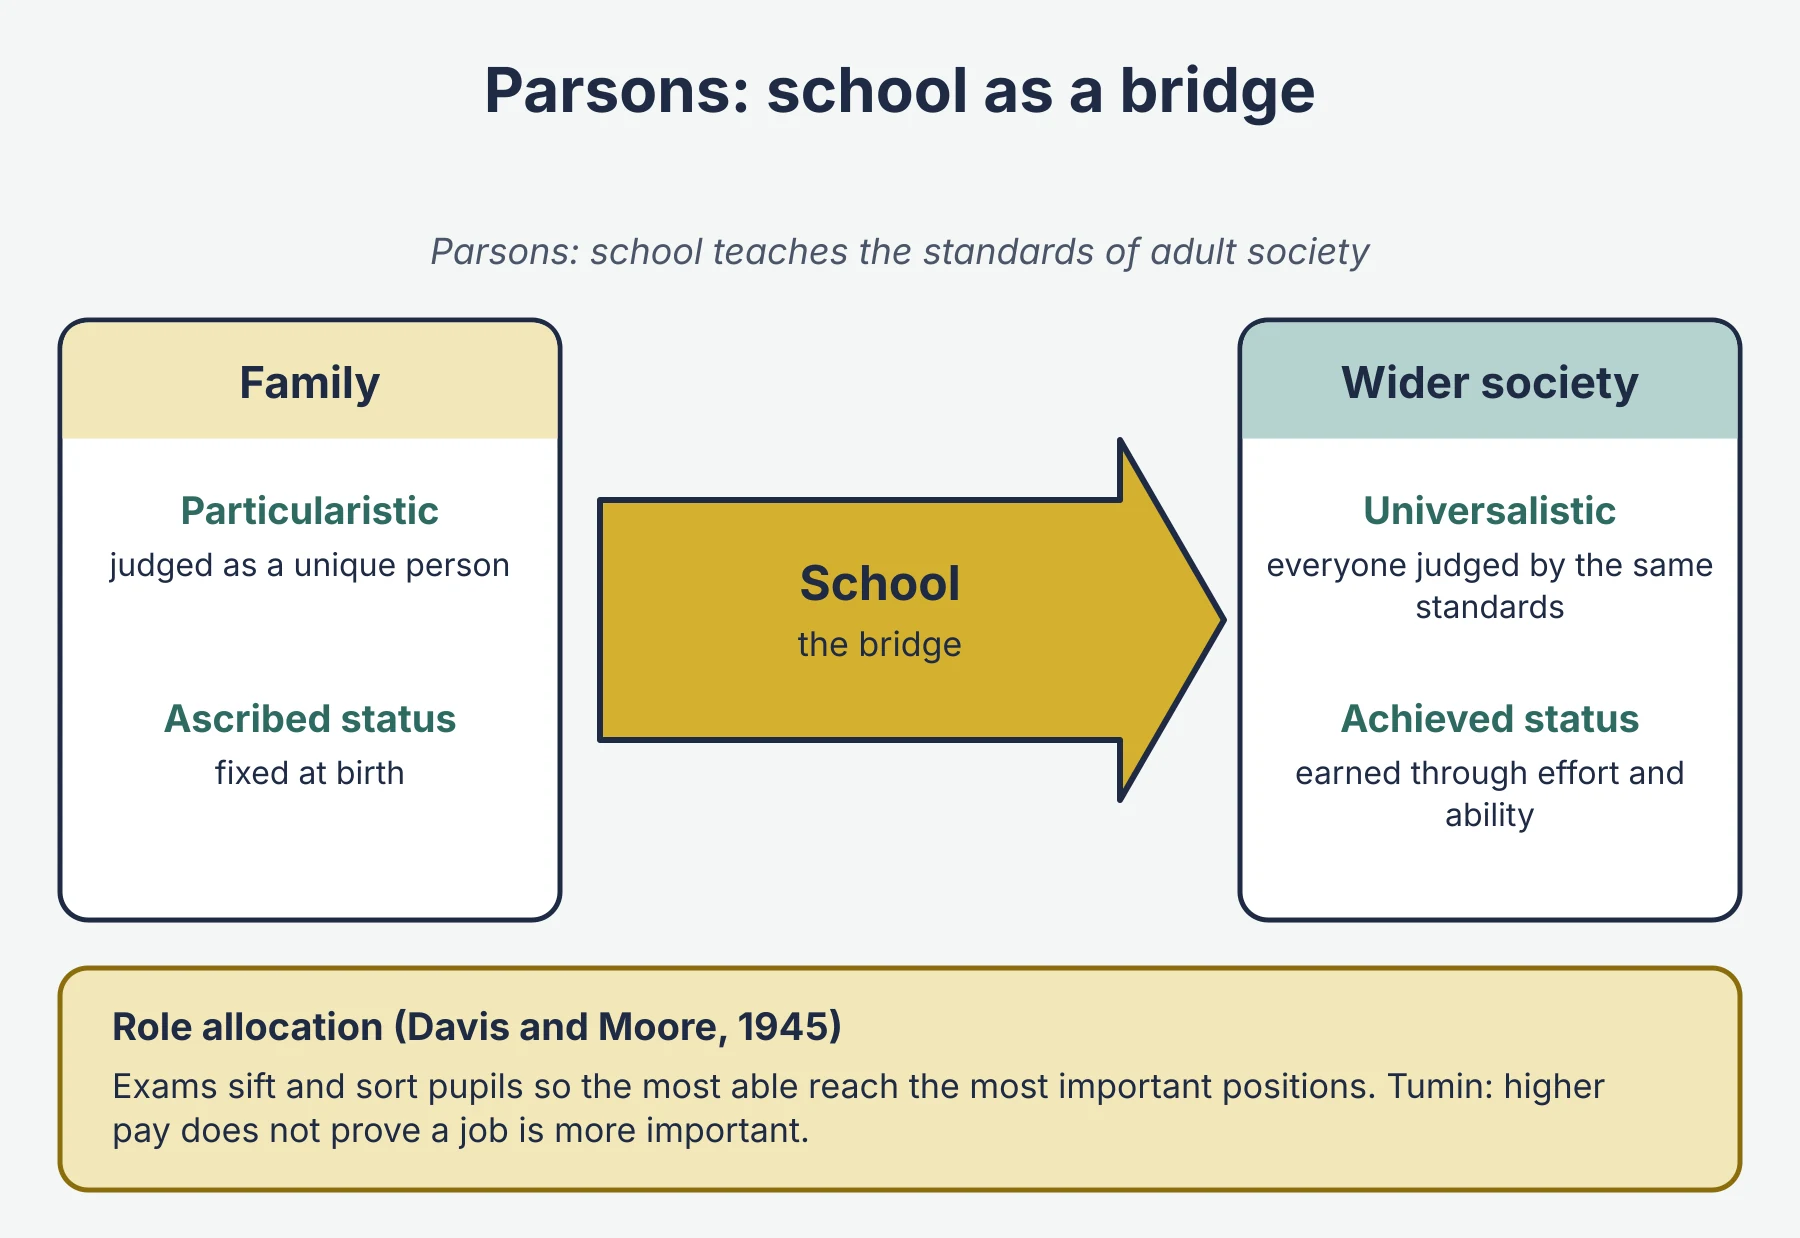 Parsons: school as a bridge
Parsons: school teaches the standards of adult society
Family
Particularistic
judged as a unique person
Ascribed status
fixed at birth
School
the bridge
Wider society
Universalistic
everyone judged by the same
standards
Achieved status
earned through effort and
ability
Role allocation (Davis and Moore, 1945)
Exams sift and sort pupils so the most able reach the most important positions. Tumin: higher
pay does not prove a job is more important.